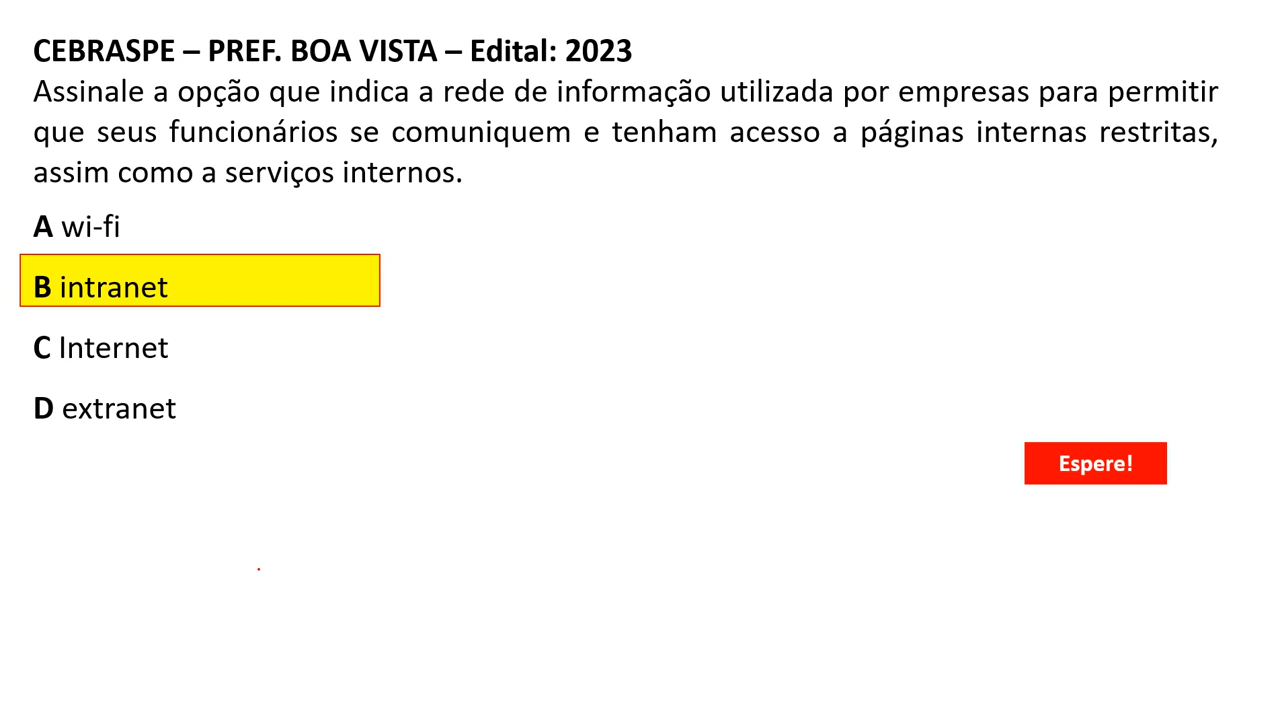 CEBRASPE – PREF. BOA VISTA – Edital: 2023
Assinale a opção que indica a rede de informação utilizada por empresas para permitir
que seus funcionários se comuniquem e tenham acesso a páginas internas restritas,
assim como a serviços internos.
A wi-fi
B intranet
C Internet
D extranet
Espere!